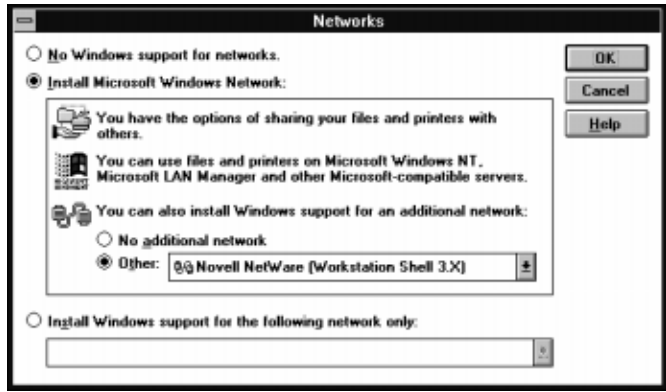 Networks
No Windows support for networks.
OK
Install Microsoft Windows Network:
Cancel
You have the options of sharing your files and printers with
others.
Help
You can use files and printers on Microsoft Windows NT,
Microsoft LAN Manager and other Microsoft-compatible servers.
You can also install Windows support for an additional network:
No additional network
Other: Novell NetWare (Workstation Shell 3.X)
Install Windows support for the following network only: